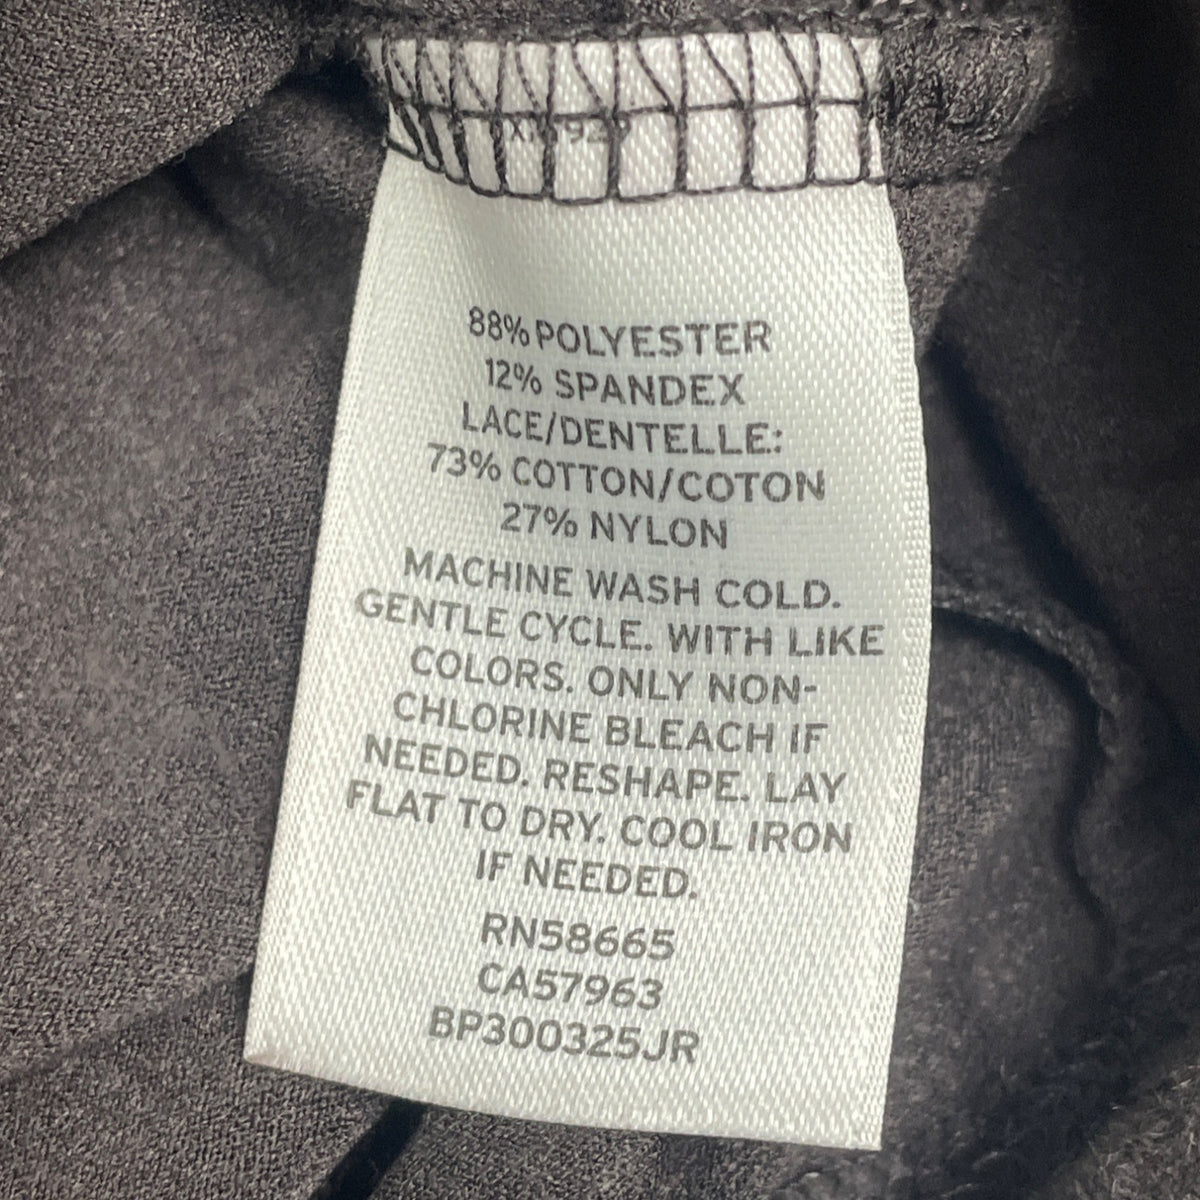 88% POLYESTER
12% SPANDEX
LACE/DENTELLE:
73% COTTON/COTON
27% NYLON
MACHINE WASH COLD.
GENTLE CYCLE. WITH LIKE
COLORS. ONLY NON-
CHLORINE BLEACH IF
NEEDED. RESHAPE. LAY
FLAT TO DRY. COOL IRON
IF NEEDED.
RN58665
CA57963
BP300325JR